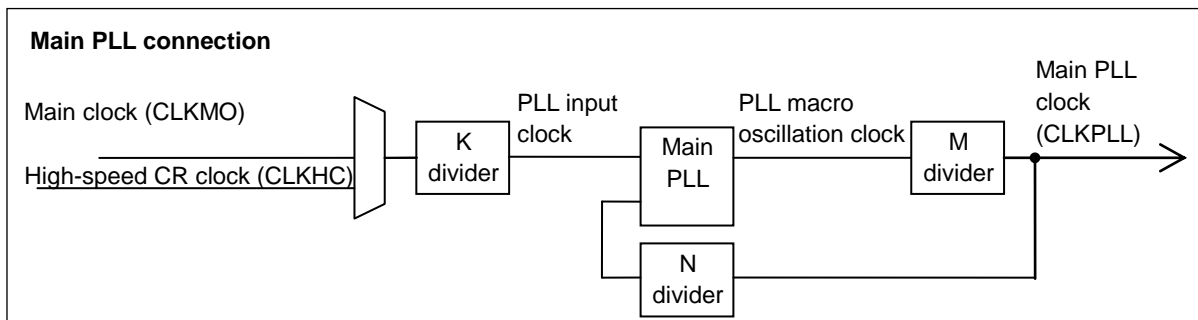 Main PLL connection
Main clock (CLKMO)
High-speed CR clock (CLKHC)
K
divider
PLL input
clock
Main
PLL
PLL macro
oscillation clock
M
divider
Main PLL
clock
(CLKPLL)
N
divider